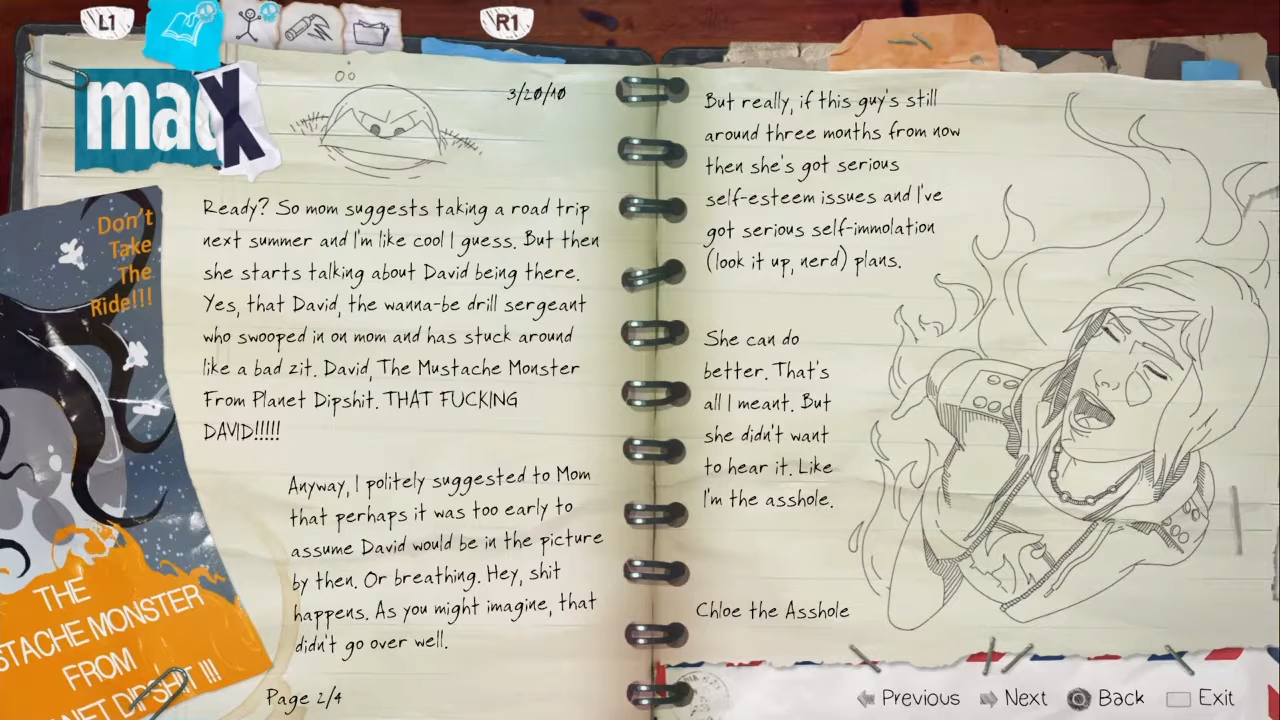 L1
R1
max
3/20/10
Don't
Take
The
Ride!!!
Ready? So mom suggests taking a road trip
next summer and I'm like cool I guess. But then
she starts talking about David being there.
Yes, that David, the wanna-be drill sergeant
who swooped in on mom and has stuck around
like a bad zit. David, The Mustache Monster
From Planet Dipshit. THAT FUCKING
DAVID!!!!!
Anyway, I politely suggested to Mom
that perhaps it was too early to
assume David would be in the picture
by then. Or breathing. Hey, shit
happens. As you might imagine, that
didn't go over well.
THE
STACHE MONSTER
FROM
NET DIPSHIT !!!
Page 2/4
But really, if this guy's still
around three months from now
then she's got serious
self-esteem issues and I've
got serious self-immolation
(look it up, nerd) plans.
She can do
better. That's
all I meant. But
she didn't want
to hear it. Like
I'm the asshole.
Chloe the Asshole
Previous Next Back Exit